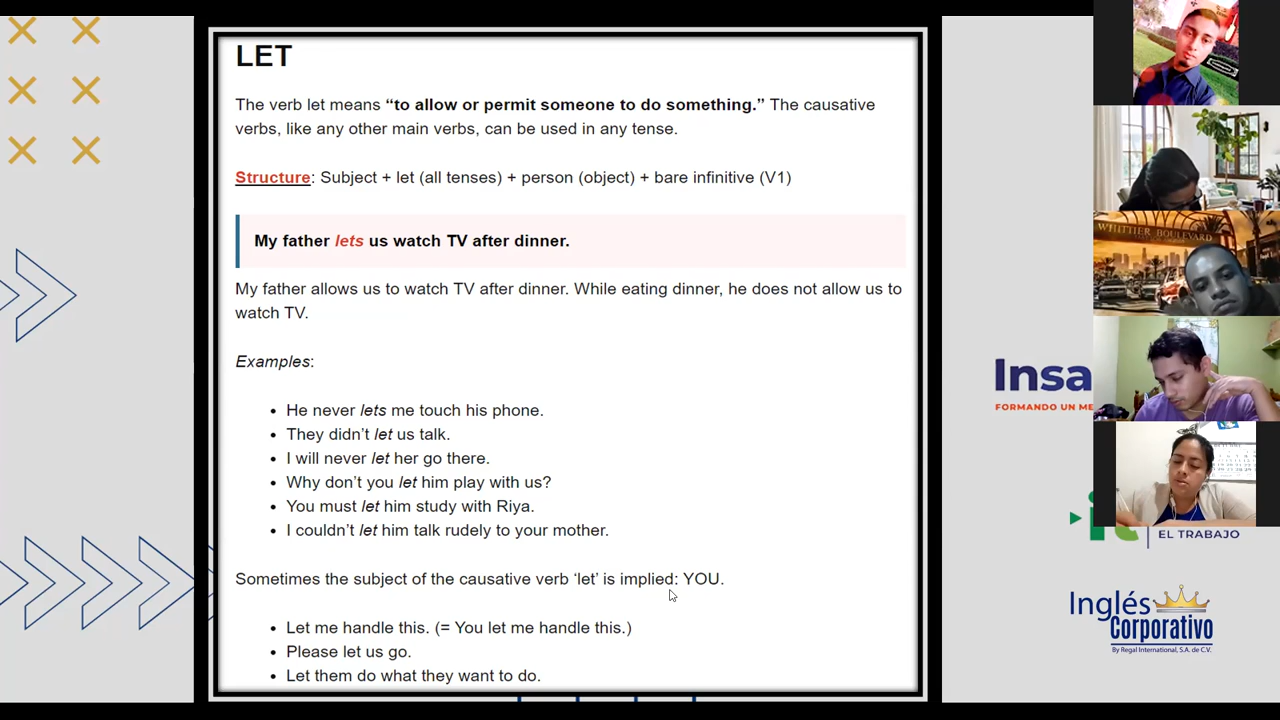 LET
The verb let means “to allow or permit someone to do something.” The causative
verbs, like any other main verbs, can be used in any tense.
Structure: Subject + let (all tenses) + person (object) + bare infinitive (V1)
My father lets us watch TV after dinner.
My father allows us to watch TV after dinner. While eating dinner, he does not allow us to
watch TV.
Examples:
• He never lets me touch his phone.
• They didn’t let us talk.
• I will never let her go there.
• Why don’t you let him play with us?
• You must let him study with Riya.
• I couldn’t let him talk rudely to your mother.
Sometimes the subject of the causative verb ‘let’ is implied: YOU.
• Let me handle this. (= You let me handle this.)
• Please let us go.
• Let them do what they want to do.
WHITTIER BOULEVARD
Insa
FORMANDO UN ME
EL TRABAJO
Inglés
Corporativo
By Regal International, S.A. de C.V.